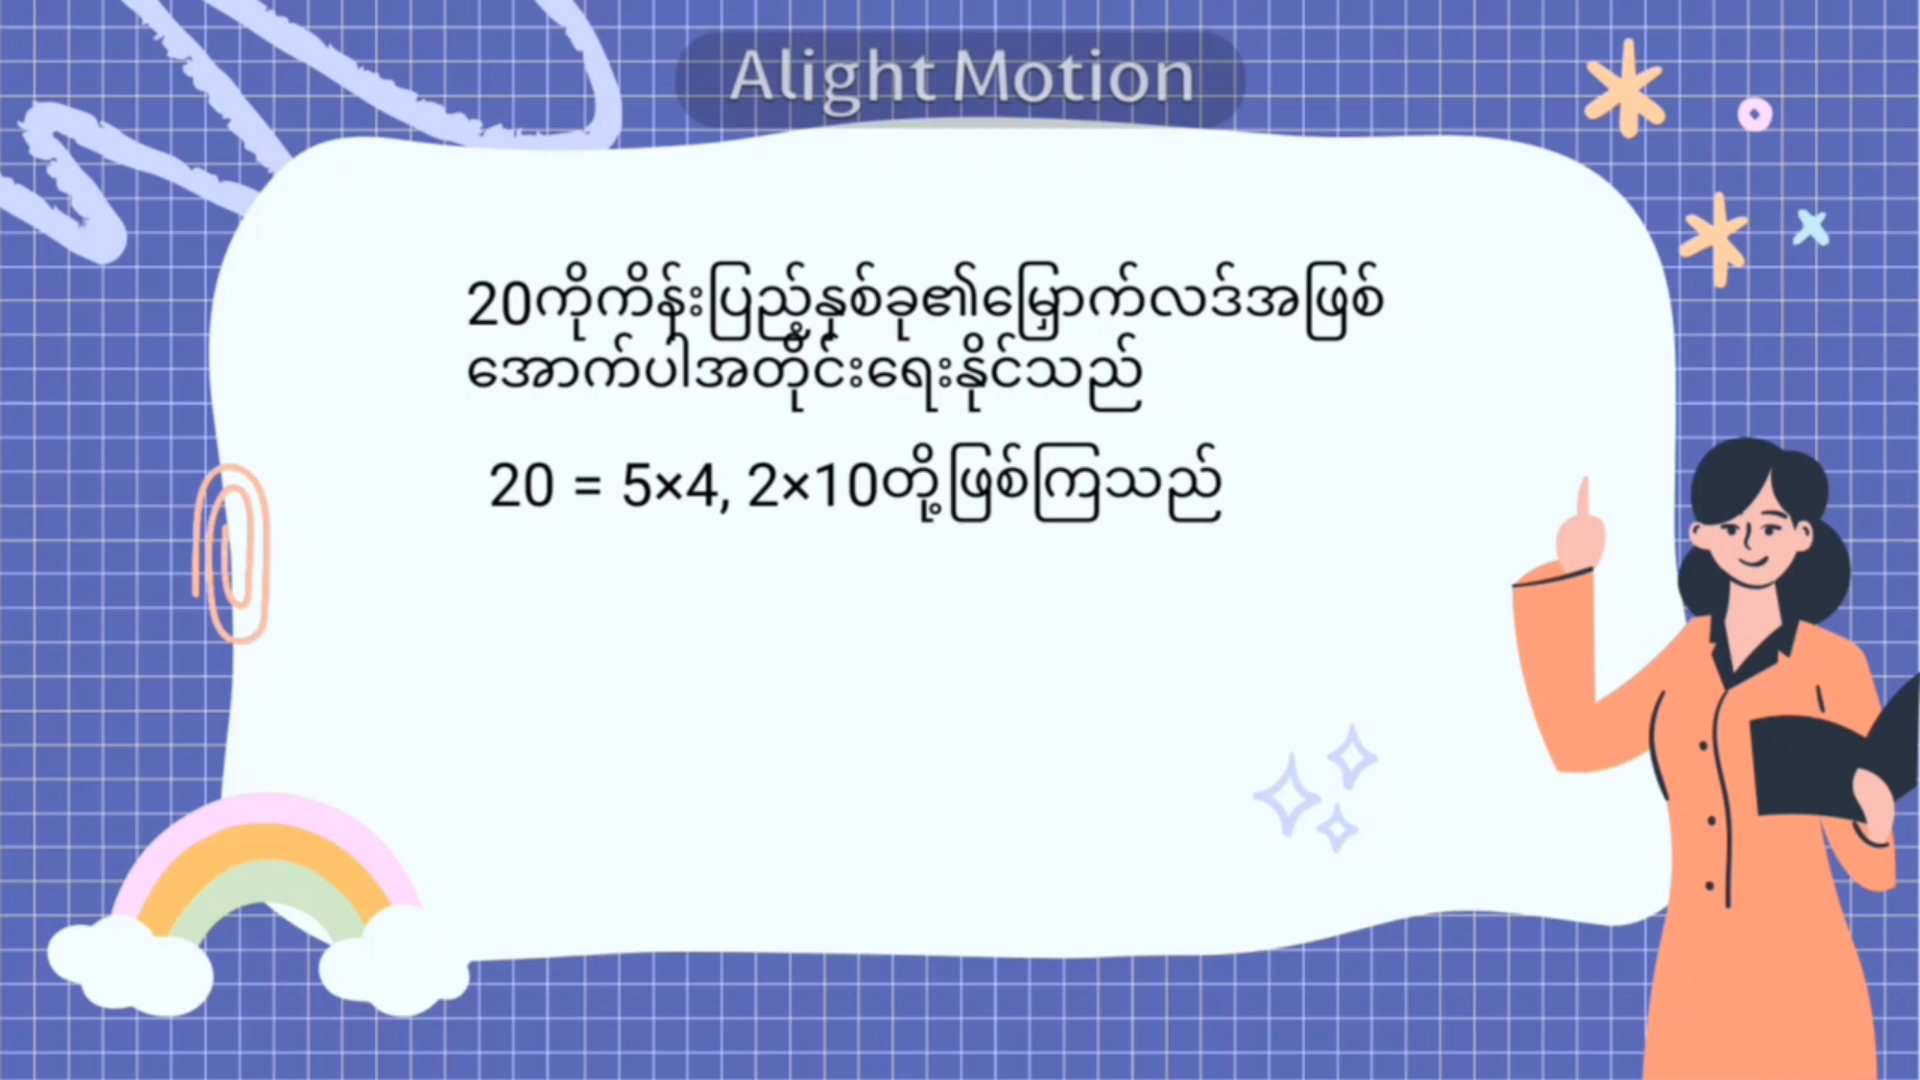 Alight Motion
20ကိုကိန်းပြည့်နှစ်ခု၏မြှောက်လဒ်အဖြစ်
အောက်ပါအတိုင်းရေးနိုင်သည်
20 = 5×4, 2×10တို့ဖြစ်ကြသည်